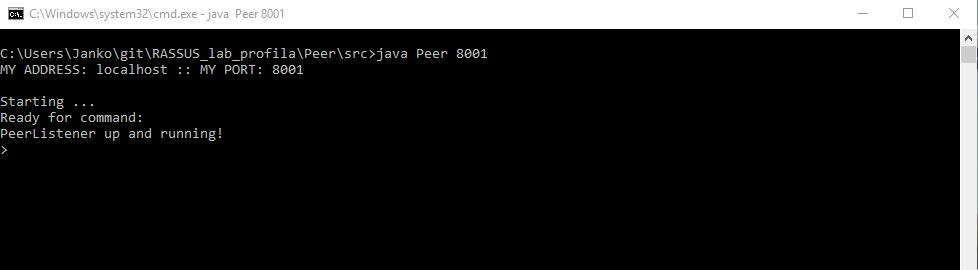 C:\Windows\system32\cmd.exe - java  Peer 8001
C:\Users\Janko\git\RASSUS_lab_profila\Peer\src>java Peer 8001
MY ADDRESS: localhost :: MY PORT: 8001
Starting ...
Ready for command:
PeerListener up and running!
>